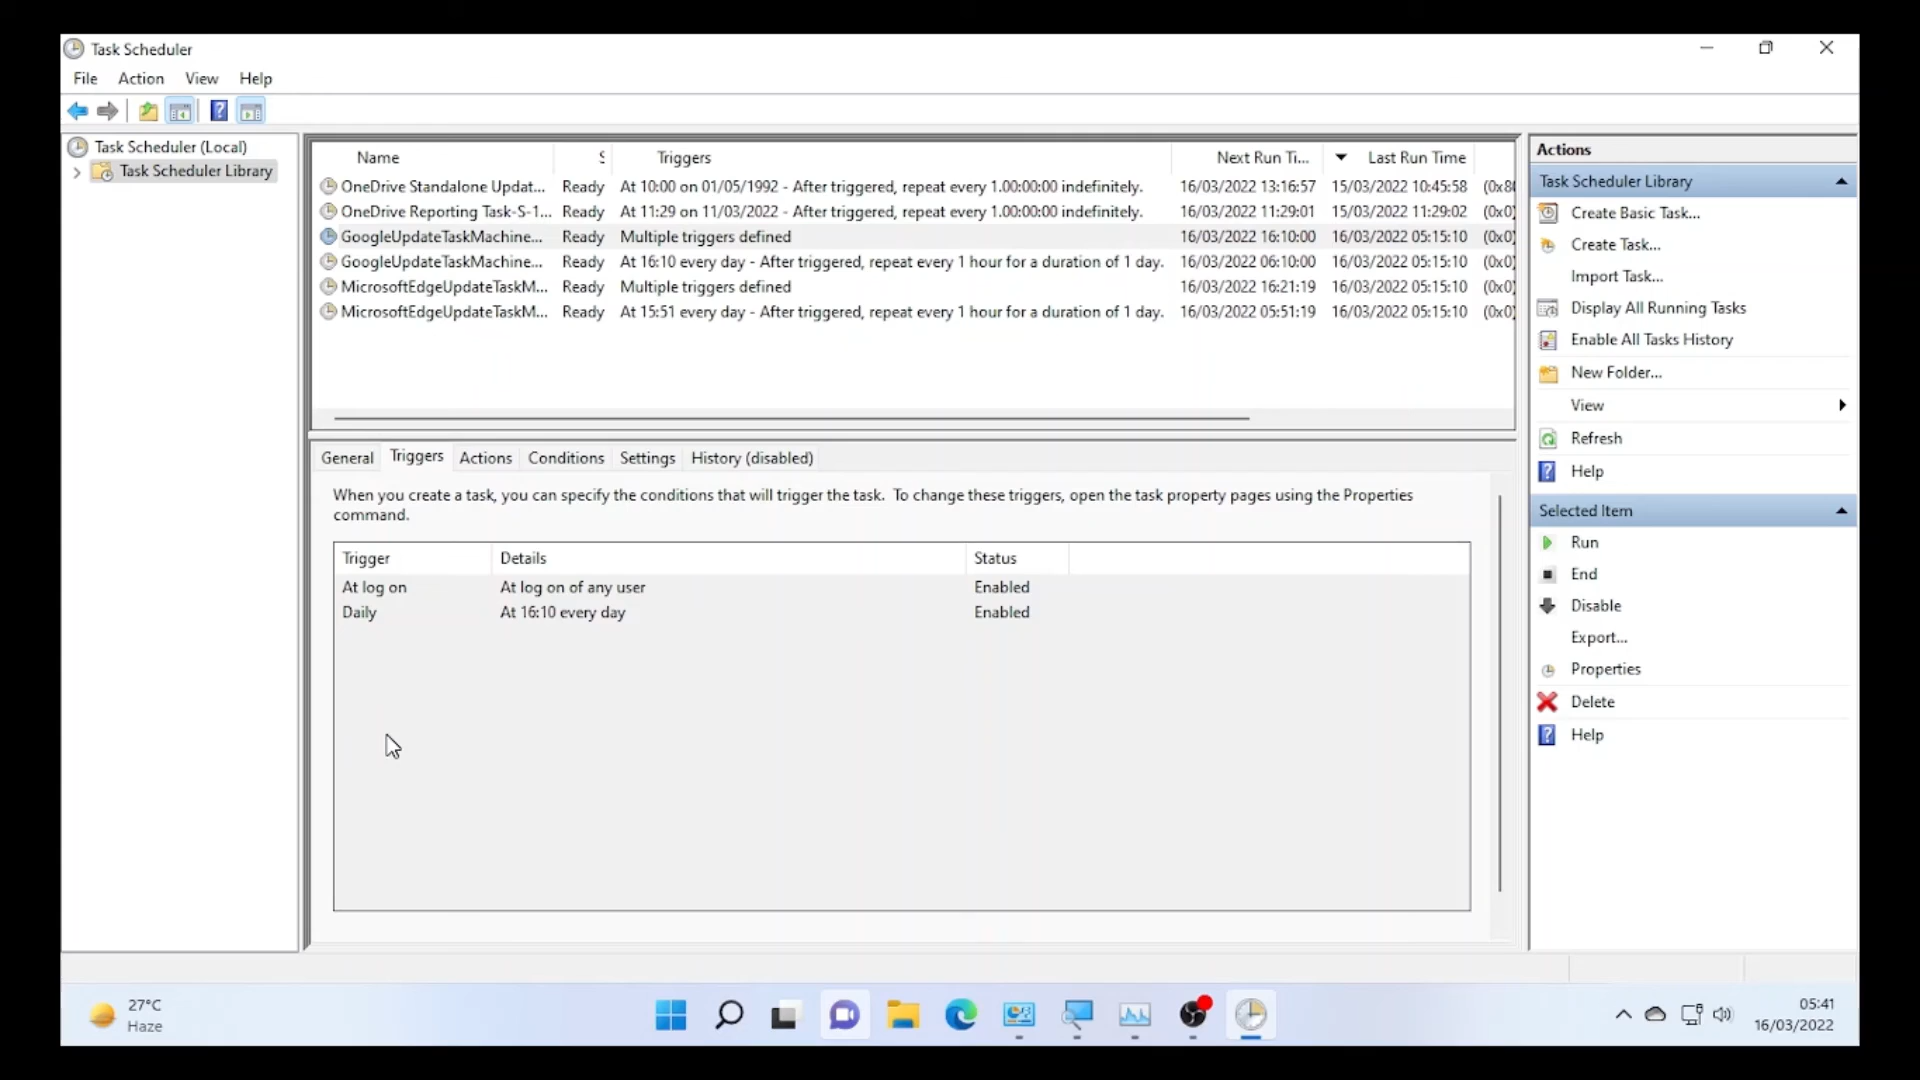 Task Scheduler
File Action View Help
Task Scheduler (Local)
Task Scheduler Library
Name S Triggers Next Run Ti... Last Run Time
OneDrive Standalone Updat... Ready At 10:00 on 01/05/1992 - After triggered, repeat every 1.00:00:00 indefinitely. 16/03/2022 13:16:57 15/03/2022 10:45:58 (0x80
OneDrive Reporting Task-S-1... Ready At 11:29 on 11/03/2022 - After triggered, repeat every 1.00:00:00 indefinitely. 16/03/2022 11:29:01 15/03/2022 11:29:02 (0x0)
GoogleUpdateTaskMachine... Ready Multiple triggers defined 16/03/2022 16:10:00 16/03/2022 05:15:10 (0x0)
GoogleUpdateTaskMachine... Ready At 16:10 every day - After triggered, repeat every 1 hour for a duration of 1 day. 16/03/2022 06:10:00 16/03/2022 05:15:10 (0x0)
MicrosoftEdgeUpdateTaskM... Ready Multiple triggers defined 16/03/2022 16:21:19 16/03/2022 05:15:10 (0x0)
MicrosoftEdgeUpdateTaskM... Ready At 15:51 every day - After triggered, repeat every 1 hour for a duration of 1 day. 16/03/2022 05:51:19 16/03/2022 05:15:10 (0x0)
General Triggers Actions Conditions Settings History (disabled)
When you create a task, you can specify the conditions that will trigger the task. To change these triggers, open the task property pages using the Properties
command.
Trigger Details Status
At log on At log on of any user Enabled
Daily At 16:10 every day Enabled
Actions
Task Scheduler Library
Create Basic Task...
Create Task...
Import Task...
Display All Running Tasks
Enable All Tasks History
New Folder...
View
Refresh
Help
Selected Item
Run
End
Disable
Export...
Properties
Delete
Help
27°C
Haze
05:41
16/03/2022